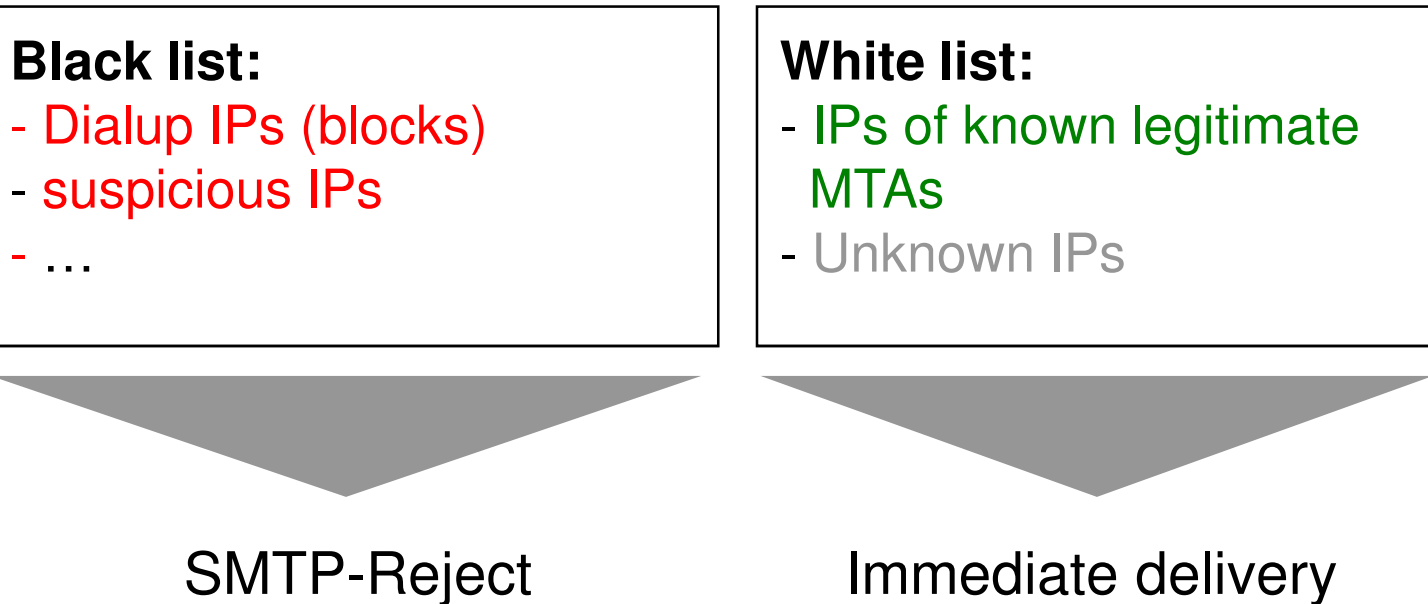 Black list:
- Dialup IPs (blocks)
- suspicious IPs
- …
White list:
- IPs of known legitimate
MTAs
- Unknown IPs
SMTP-Reject
Immediate delivery